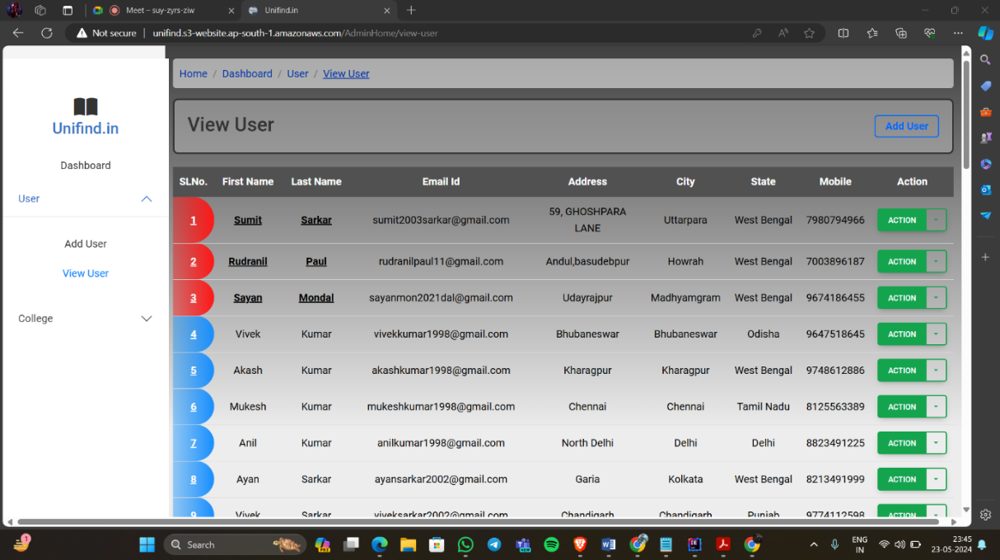 Meet – suy-zyrs-ziw
Unifind.in
Not secure | unifind.s3-website.ap-south-1.amazonaws.com/AdminHome/view-user
Home / Dashboard / User / View User
Unifind.in
Dashboard
User
Add User
View User
College
View User
Add User
SLNo. First Name Last Name Email Id Address City State Mobile Action
1 Sumit Sarkar sumit2003sarkar@gmail.com 59, GHOSHPARA LANE Uttarpara West Bengal 7980794966 ACTION
2 Rudranil Paul rudranilpaul11@gmail.com Andul,basudebpur Howrah West Bengal 7003896187 ACTION
3 Sayan Mondal sayanmon2021dal@gmail.com Udayrajpur Madhyamgram West Bengal 9674186455 ACTION
4 Vivek Kumar vivekkumar1998@gmail.com Bhubaneswar Bhubaneswar Odisha 9647518645 ACTION
5 Akash Kumar akashkumar1998@gmail.com Kharagpur Kharagpur West Bengal 9748612886 ACTION
6 Mukesh Kumar mukeshkumar1998@gmail.com Chennai Chennai Tamil Nadu 8125563389 ACTION
7 Anil Kumar anilkumar1998@gmail.com North Delhi Delhi Delhi 8823491225 ACTION
8 Ayan Sarkar ayansarkar2002@gmail.com Garia Kolkata West Bengal 8213491999 ACTION
9 Vivek Sarkar viveksarkar2002@gmail.com Chandigarh Chandigarh Punjab 9774112598 ACTION
Search
ENG
IN
23:45
23-05-2024